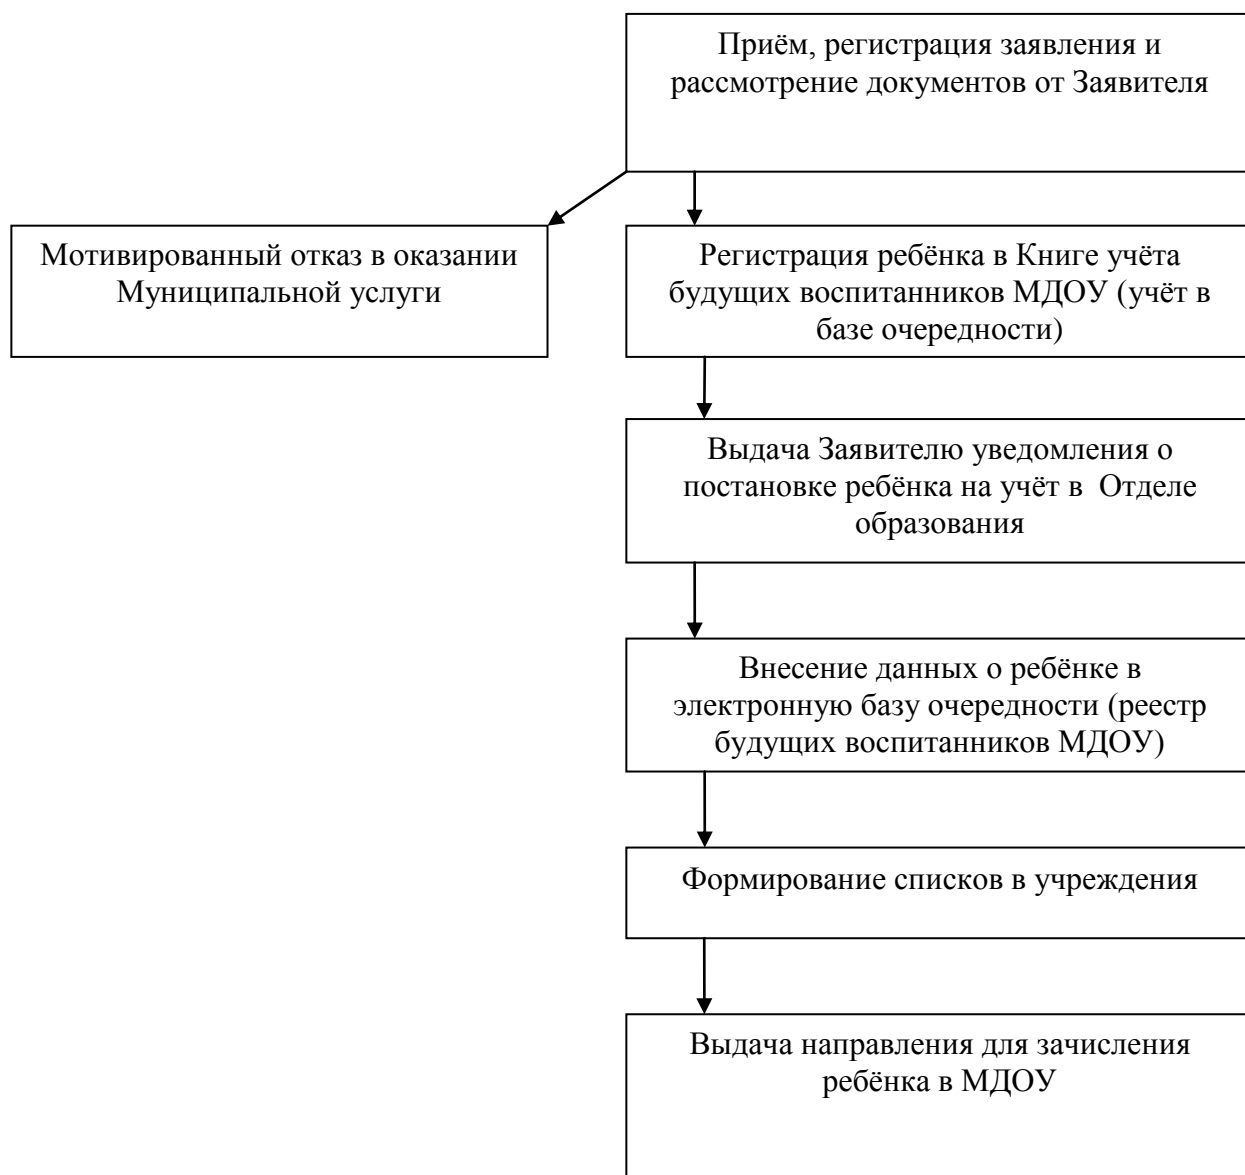 Приём, регистрация заявления и
рассмотрение документов от Заявителя
Мотивированный отказ в оказании
Муниципальной услуги
Регистрация ребёнка в Книге учёта
будущих воспитанников МДОУ (учёт в
базе очередности)
Выдача Заявителю уведомления о
постановке ребёнка на учёт в  Отделе
образования
Внесение данных о ребёнке в
электронную базу очередности (реестр
будущих воспитанников МДОУ)
Формирование списков в учреждения
Выдача направления для зачисления
ребёнка в МДОУ